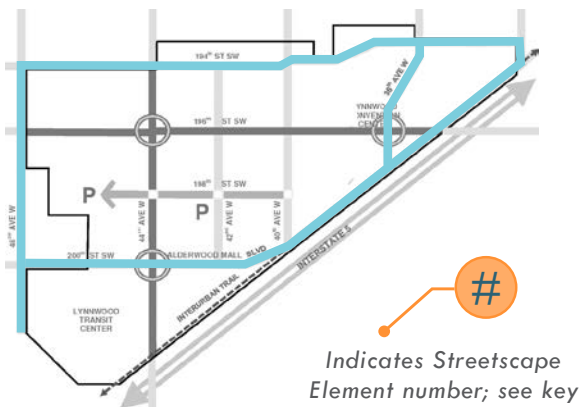 194th ST SW
36th AVE W
LYNNWOOD
CONVENTION
CENTER
196th ST SW
198th ST SW
P
P
46th AVE W
44th AVE W
42nd AVE W
40th AVE W
200th ST SW
ALDERWOOD MALL BLVD
INTERURBAN TRAIL
INTERSTATE 5
LYNNWOOD
TRANSIT
CENTER
#
Indicates Streetscape
Element number; see key